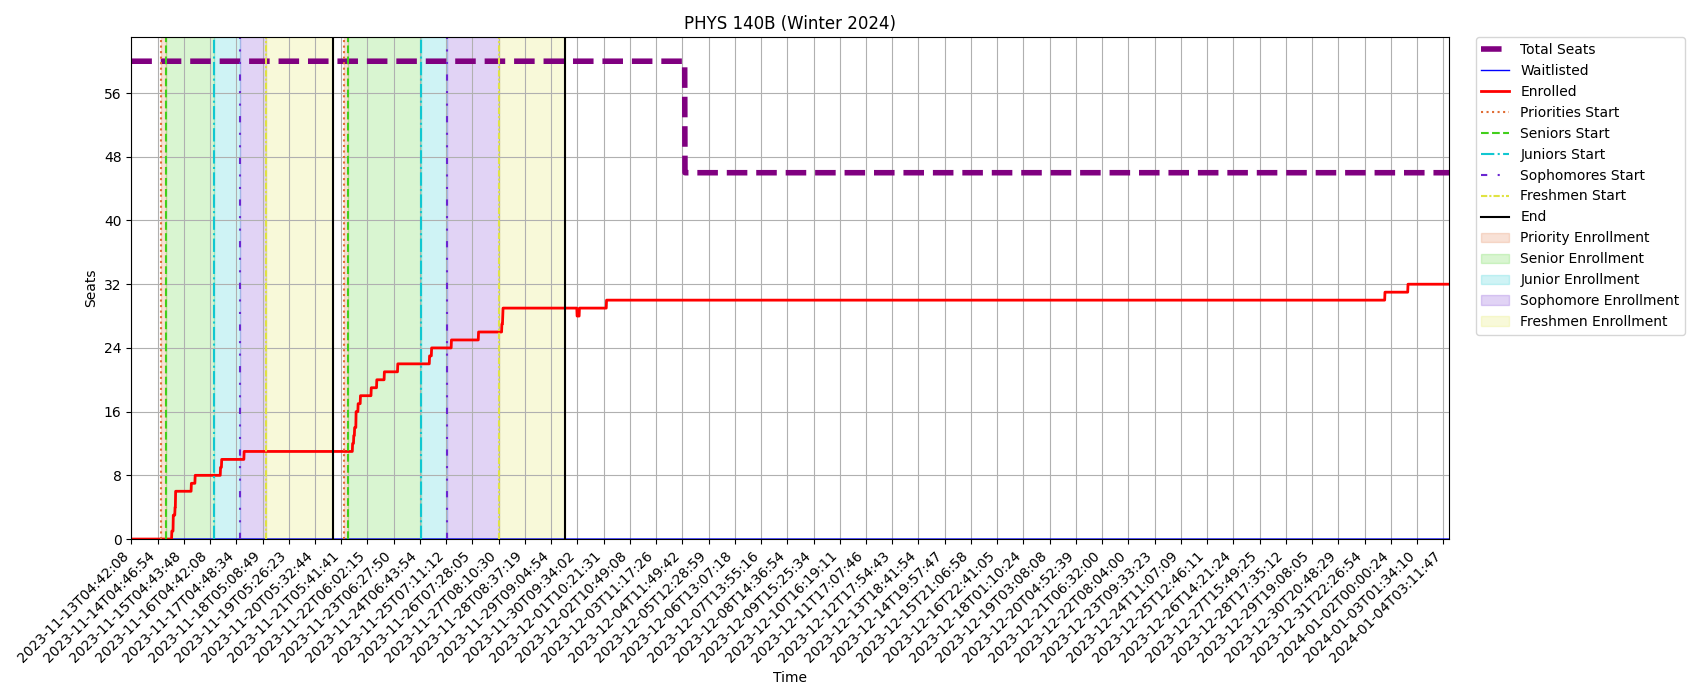 PHYS 140B (Winter 2024)
Seats
56
48
40
32
24
16
8
0
2023-11-13T04:42:08
2023-11-14T04:46:54
2023-11-15T04:43:48
2023-11-16T04:42:08
2023-11-17T04:48:34
2023-11-18T05:08:49
2023-11-19T05:26:23
2023-11-20T05:32:44
2023-11-21T05:41:41
2023-11-22T06:02:15
2023-11-23T06:27:50
2023-11-24T06:43:54
2023-11-26T07:11:12
2023-11-27T07:28:05
2023-11-28T08:10:30
2023-11-28T08:37:19
2023-11-29T09:04:54
2023-11-30T09:34:02
2023-12-01T10:21:31
2023-12-02T10:49:08
2023-12-03T11:17:26
2023-12-04T11:49:42
2023-12-05T12:28:59
2023-12-06T13:07:18
2023-12-07T13:55:16
2023-12-08T14:36:54
2023-12-09T15:25:34
2023-12-10T16:19:11
2023-12-11T17:07:46
2023-12-12T17:54:43
2023-12-13T18:41:54
2023-12-14T19:57:47
2023-12-15T21:06:58
2023-12-16T22:41:05
2023-12-18T01:10:24
2023-12-19T03:08:08
2023-12-20T04:52:39
2023-12-21T06:32:00
2023-12-22T08:04:00
2023-12-23T09:33:23
2023-12-24T11:07:09
2023-12-25T12:46:11
2023-12-26T14:21:24
2023-12-27T15:49:25
2023-12-28T17:35:12
2023-12-29T19:08:05
2023-12-30T20:48:29
2023-12-31T22:26:54
2024-01-02T00:00:24
2024-01-03T01:34:10
2024-01-04T03:11:47
Time
Total Seats
Waitlisted
Enrolled
Priorities Start
Seniors Start
Juniors Start
Sophomores Start
Freshmen Start
End
Priority Enrollment
Senior Enrollment
Junior Enrollment
Sophomore Enrollment
Freshmen Enrollment